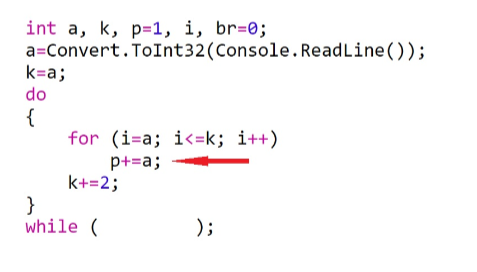 int a, k, p=1, i, br=0;
a=Convert.ToInt32(Console.ReadLine());
k=a;
do
{
for (i=a; i<=k; i++)
p+=a;
k+=2;
}
while (         );